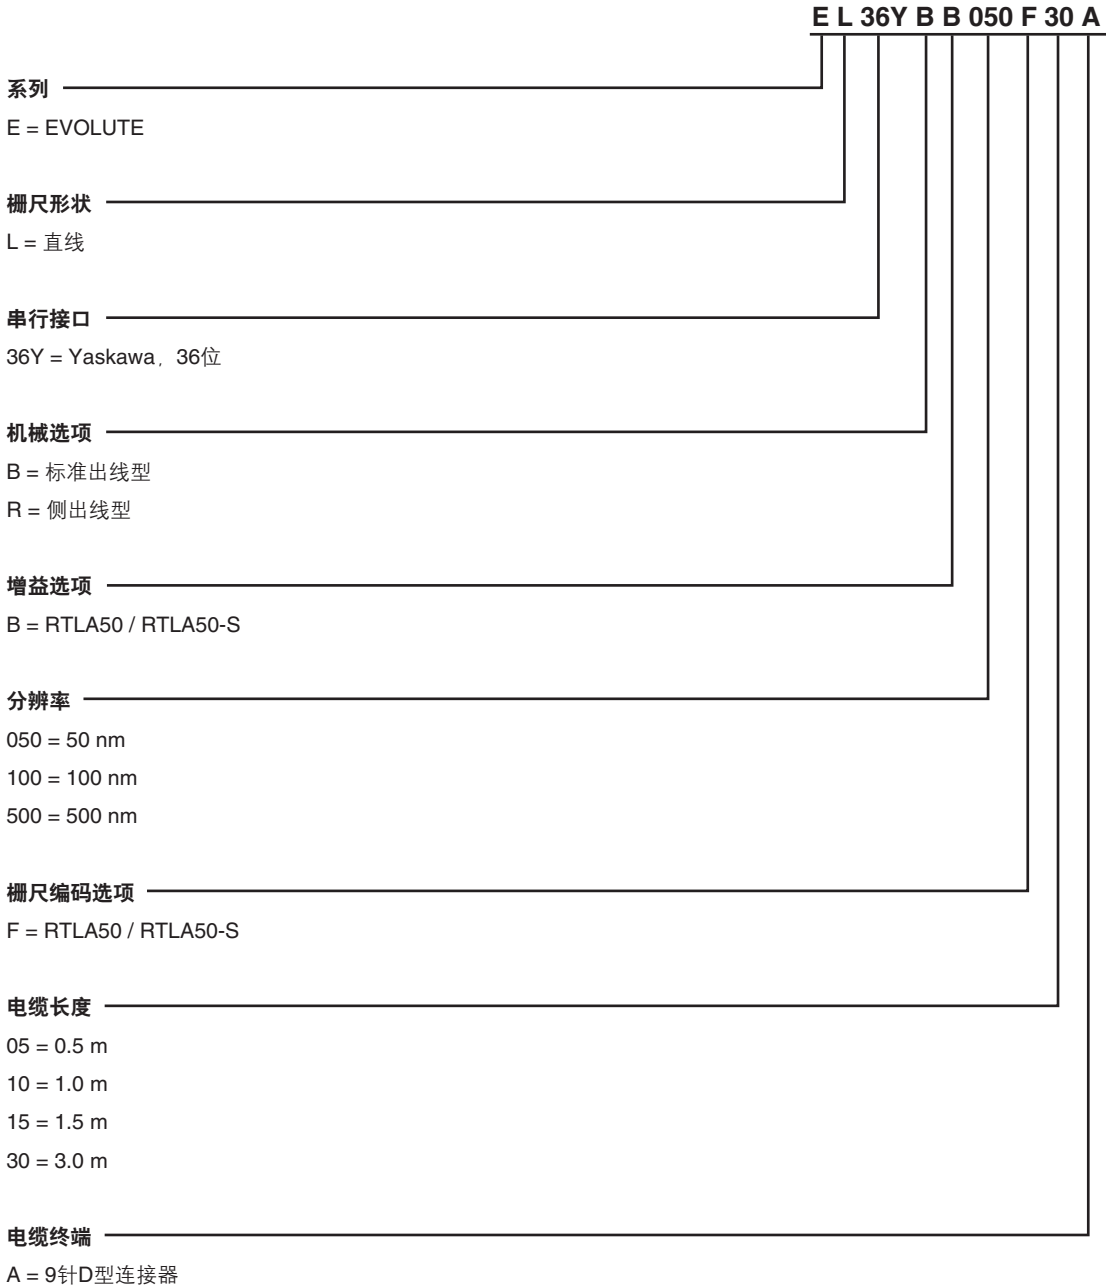 E L 36Y B B 050 F 30 A
系列
E = EVOLUTE
栅尺形状
L = 直线
串行接口
36Y = Yaskawa，36位
机械选项
B = 标准出线型
R = 侧出线型
增益选项
B = RTLA50 / RTLA50-S
分辨率
050 = 50 nm
100 = 100 nm
500 = 500 nm
栅尺编码选项
F = RTLA50 / RTLA50-S
电缆长度
05 = 0.5 m
10 = 1.0 m
15 = 1.5 m
30 = 3.0 m
电缆终端
A = 9针D型连接器